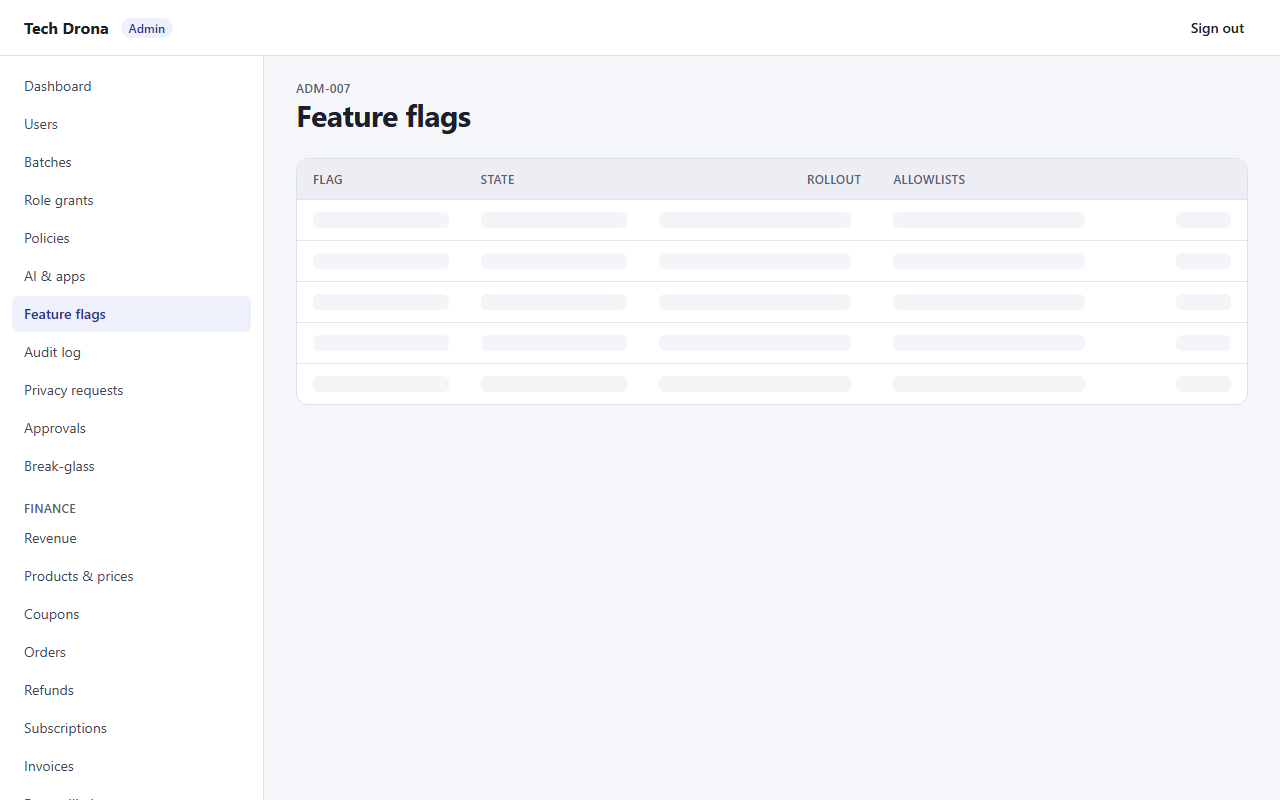 Tech Drona Admin Sign out
Dashboard
Users
Batches
Role grants
Policies
AI & apps
Feature flags
Audit log
Privacy requests
Approvals
Break-glass
FINANCE
Revenue
Products & prices
Coupons
Orders
Refunds
Subscriptions
Invoices
ADM-007
Feature flags
FLAG STATE ROLLOUT ALLOWLISTS